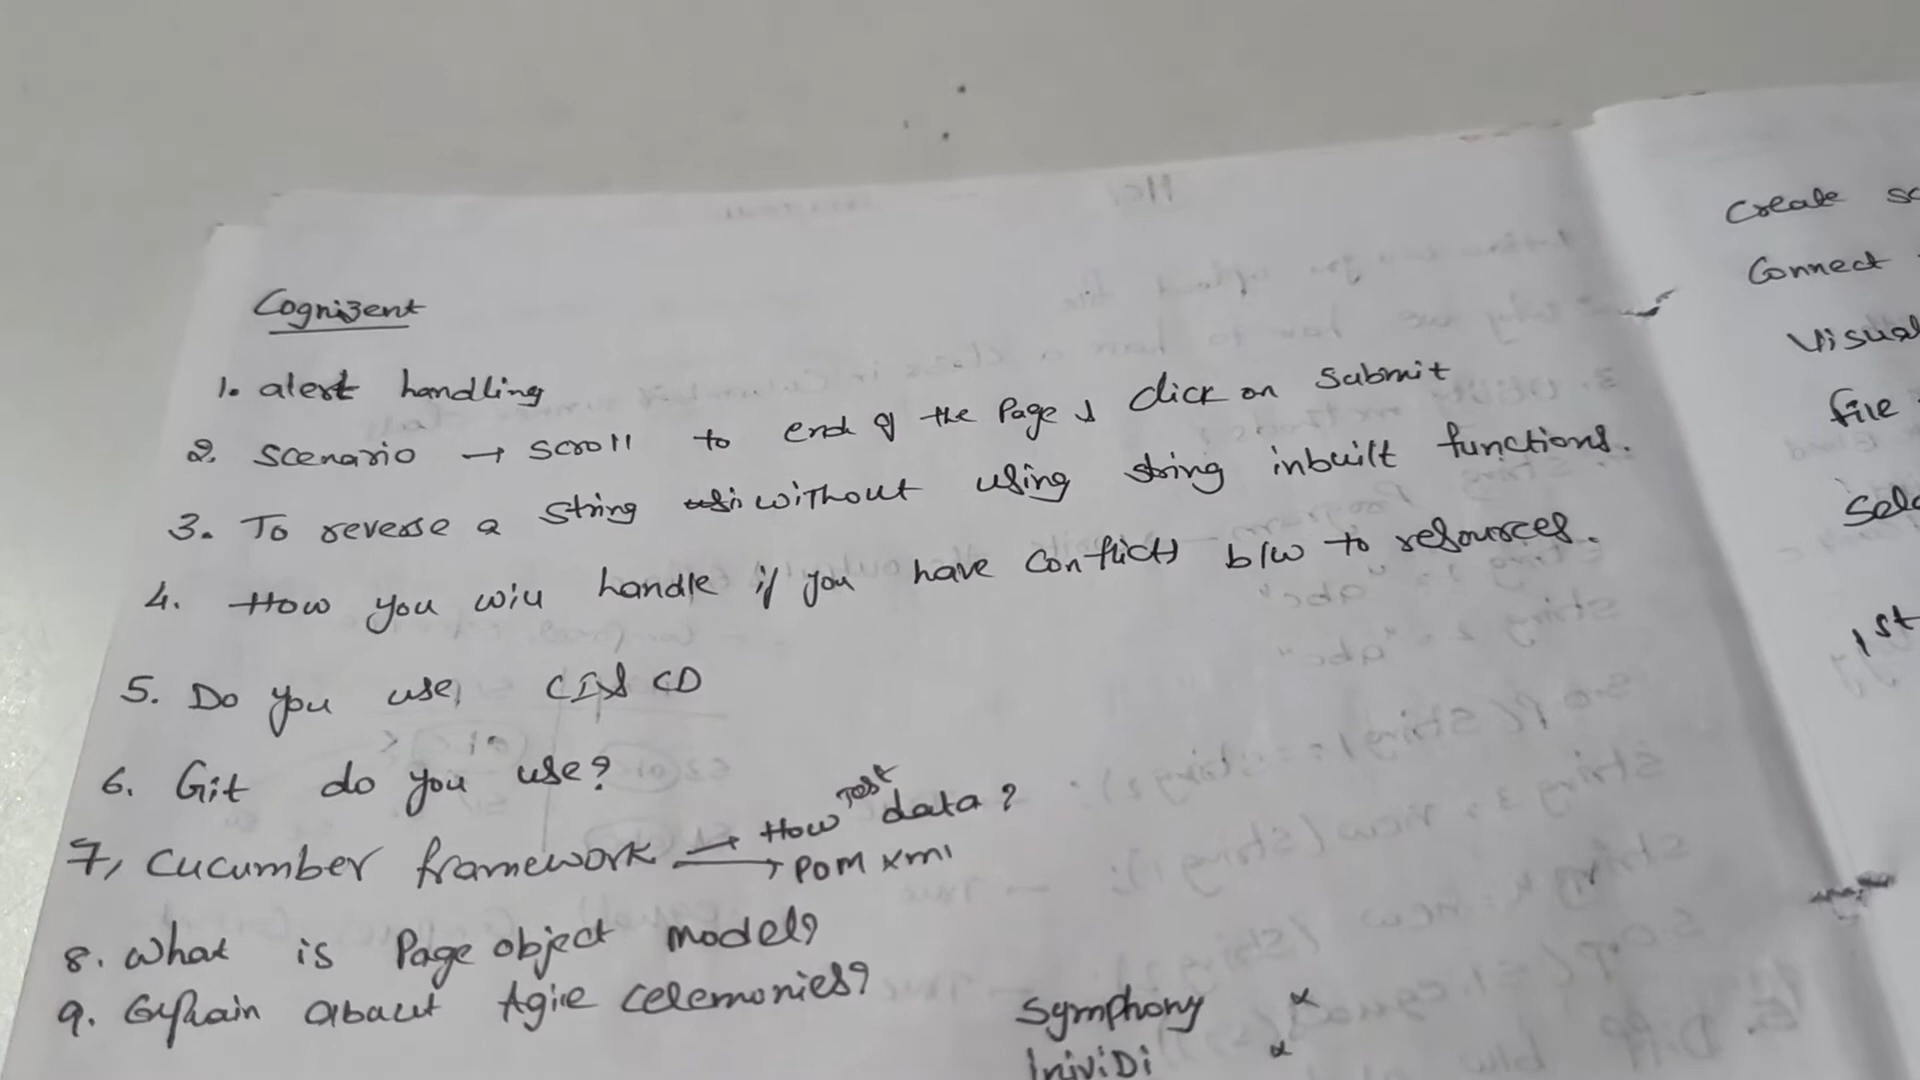 Cognizent
1. alert handling
2. Scenario → scroll to end of the Page & click on Submit
3. To reverse a string without using string inbuilt functions.
4. How you will handle if you have conflicts b/w to resources.
5. Do you use, CI & CD
6. Git do you use?
7, Cucumber framework → How Test data?
→ POM xml
8. What is Page object model?
9. Explain about Agile celemonies?
Symphony x
IniviDi x
Create
Connect
Visual
file
1st